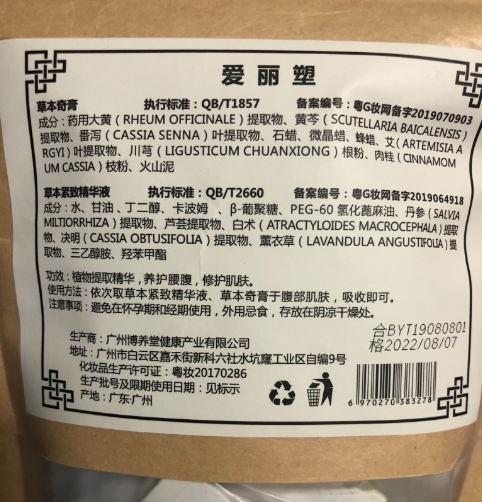 爱丽塑
草本奇膏 执行标准：QB/T1857 备案编号：粤G妆网备字2019070903
成分：药用大黄（RHEUM OFFICINALE）提取物、黄芩（SCUTELLARIA BAICALENSIS）
提取物、番泻（CASSIA SENNA）叶提取物、石蜡、微晶蜡、蜂蜡、艾（ARTEMISIA A
RGYI）叶提取物、川芎（LIGUSTICUM CHUANXIONG）根粉、肉桂（CINNAMOM
UM CASSIA）枝粉、火山泥
草本紧致精华液 执行标准：QB/T2660 备案编号：粤G妆网备字2019064918
成分：水、甘油、丁二醇、卡波姆、β-葡聚糖、PEG-60 氢化蓖麻油、丹参（SALVIA
MILTIORRHIZA）提取物、芦荟提取物、白术（ATRACTYLOIDES MACROCEPHALA）提取
物、决明（CASSIA OBTUSIFOLIA）提取物、薰衣草（LAVANDULA ANGUSTIFOLIA）提
取物、三乙醇胺、羟苯甲酯
功效：植物提取精华，养护腰腹，修护肌肤。
使用方法：依次取草本紧致精华液、草本奇膏于腹部肌肤，吸收即可。
注意事项：避免在怀孕期和经期使用，外用忌食，存放在阴凉干燥处。
合BYT19080801
格2022/08/07
生产商：广州博养堂健康产业有限公司
地址：广州市白云区嘉禾街新科六社水坑窿工业区自编9号
化妆品生产许可证：粤妆20170286
生产批号及限期使用日期：见标示
产地：广东·广州
6 970270 383278